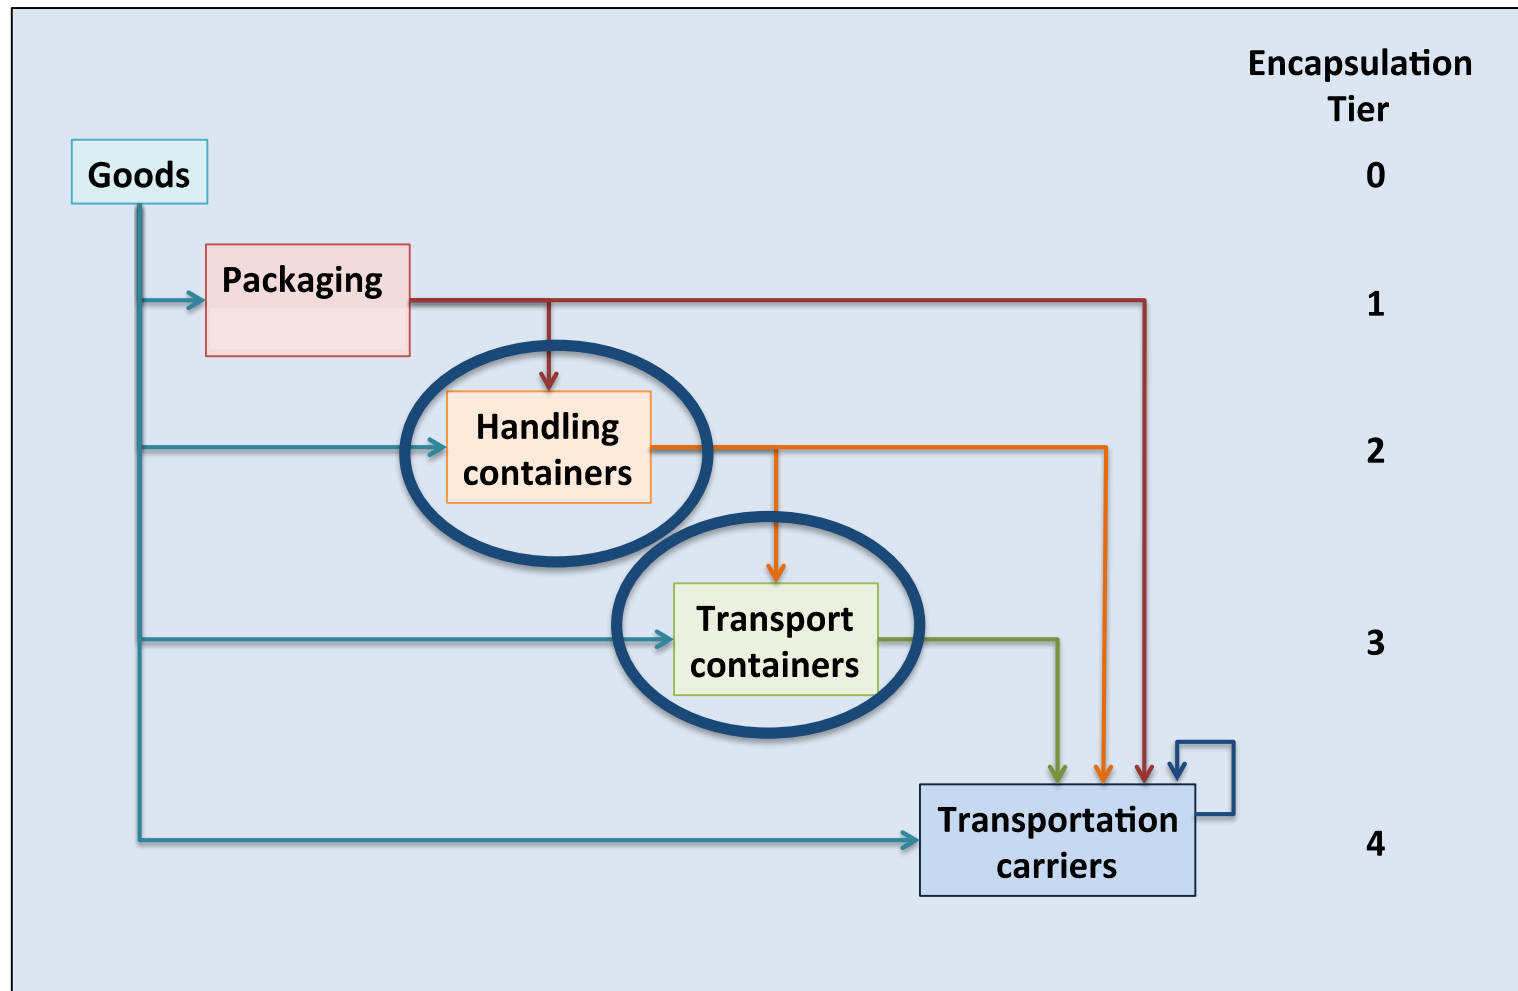 Encapsulation
Tier
Goods
0
Packaging
1
Handling
containers
2
Transport
containers
3
Transportation
carriers
4